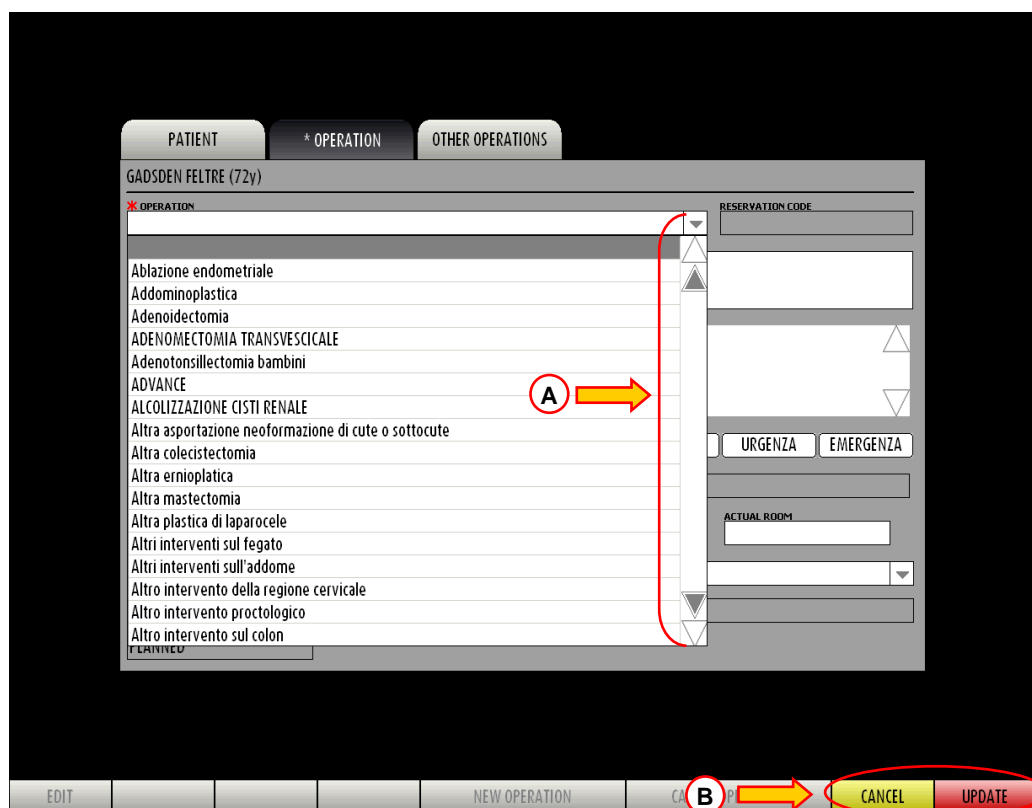 PATIENT
* OPERATION
OTHER OPERATIONS
GADSDEN FELTRE (72y)
* OPERATION
RESERVATION CODE
Ablazione endometriale
Addominoplastica
Adenoidectomia
ADENOMECTOMIA TRANSVESCICALE
Adenotonsillectomia bambini
ADVANCE
A
ALCOLIZZAZIONE CISTI RENALE
Altra asportazione neoformazione di cute o sottocute
Altra colecistectomia
URGENZA
EMERGENZA
Altra ernioplatica
Altra mastectomia
Altra plastica di laparocele
ACTUAL ROOM
Altri interventi sul fegato
Altri interventi sull'addome
Altro intervento della regione cervicale
Altro intervento proctologico
Altro intervento sul colon
PLANNED
EDIT
NEW OPERATION
B
CANCEL
UPDATE